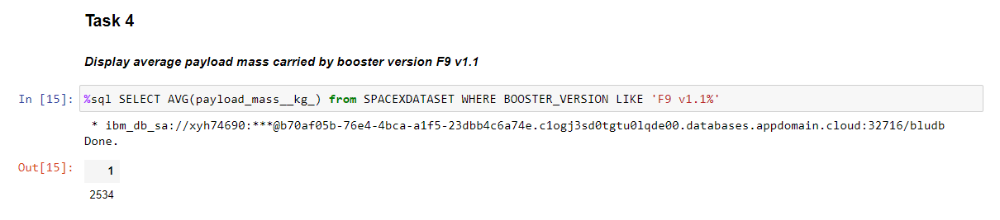 Task 4
Display average payload mass carried by booster version F9 v1.1
In [15]: %sql SELECT AVG(payload_mass__kg_) from SPACEXDATASET WHERE BOOSTER_VERSION LIKE 'F9 v1.1%'
* ibm_db_sa://xyh74690:***@b70af05b-76e4-4bca-a1f5-23dbb4c6a74e.c1ogj3sd0tgtu0lqde00.databases.appdomain.cloud:32716/bludb
Done.
Out[15]: 1
2534